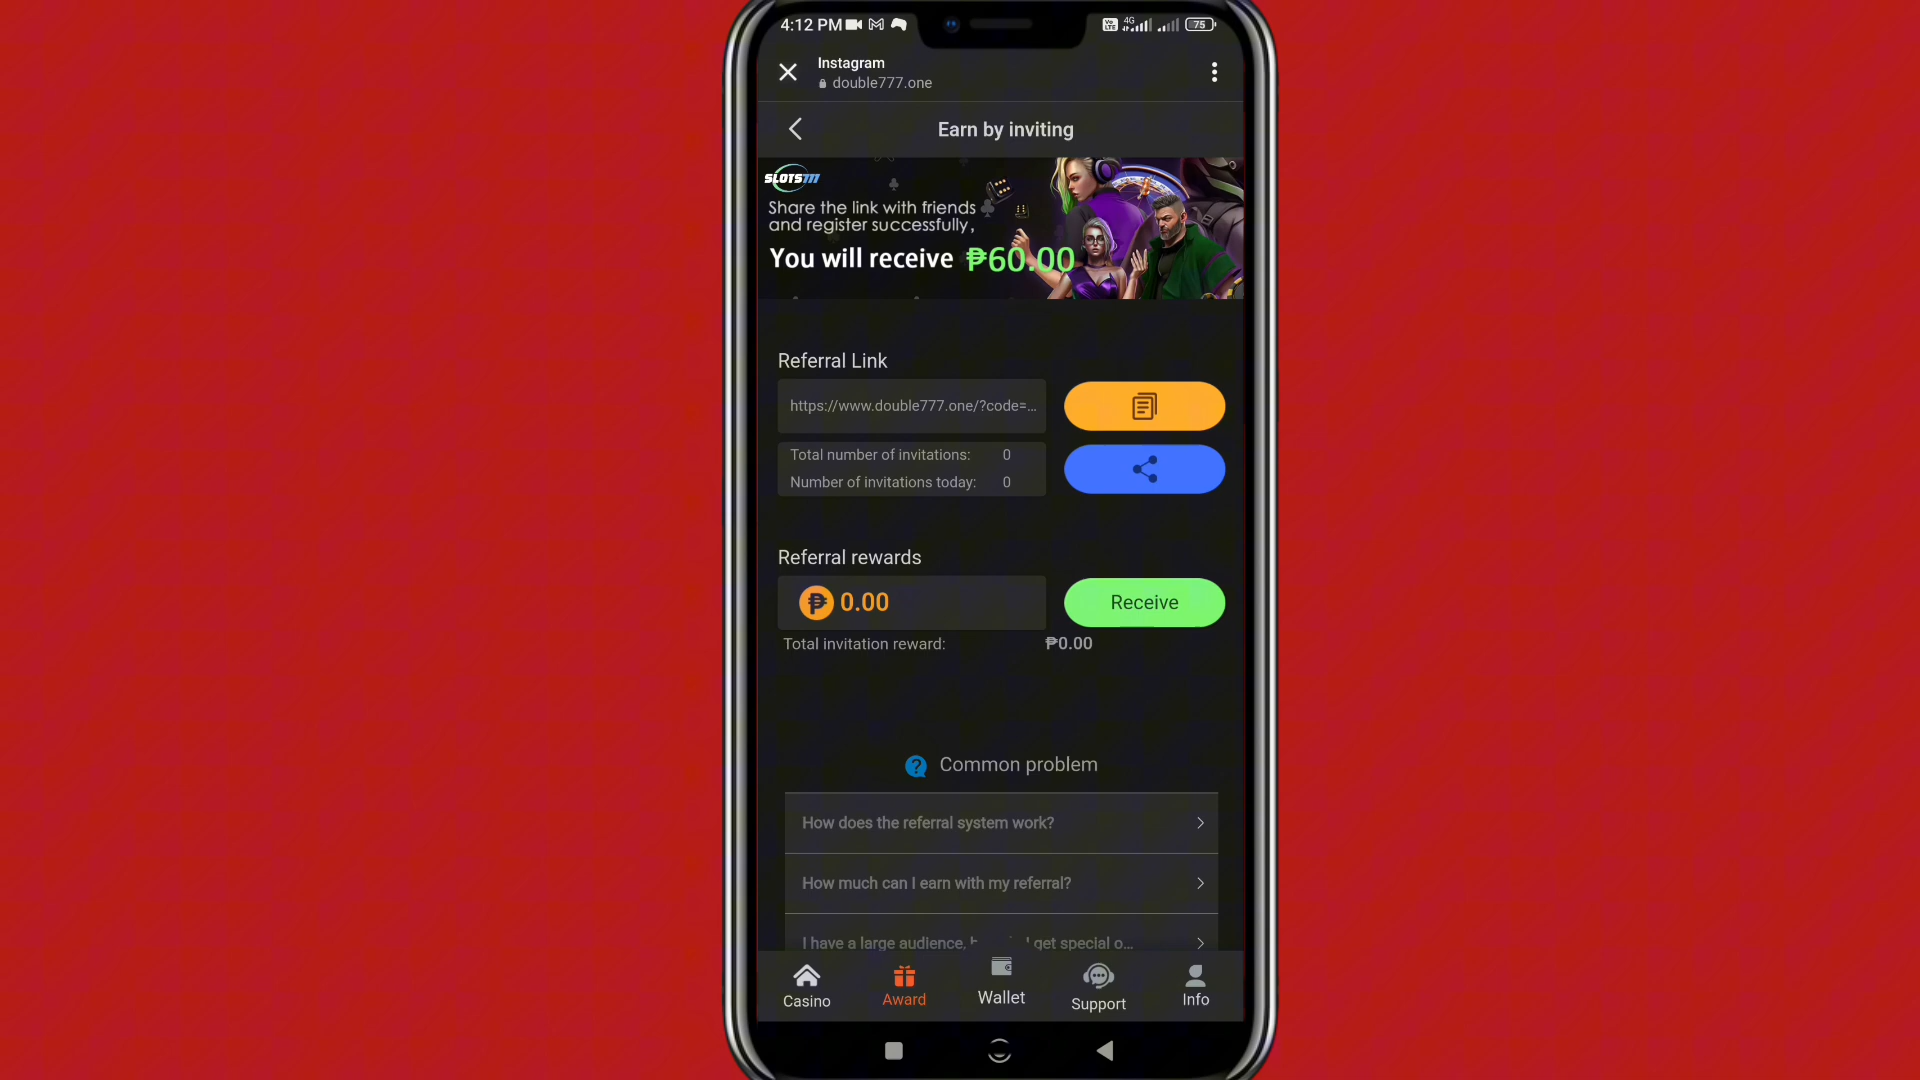 4:12 PM
4G
75
Instagram
double777.one
Earn by inviting
SLOTS777
Share the link with friends
and register successfully,
You will receive ₱60.00
Referral Link
https://www.double777.one/?code=...
Total number of invitations: 0
Number of invitations today: 0
Referral rewards
₱ 0.00
Receive
Total invitation reward: ₱0.00
? Common problem
How does the referral system work?
How much can I earn with my referral?
I have a large audience, I get special o...
Casino
Award
Wallet
Support
Info